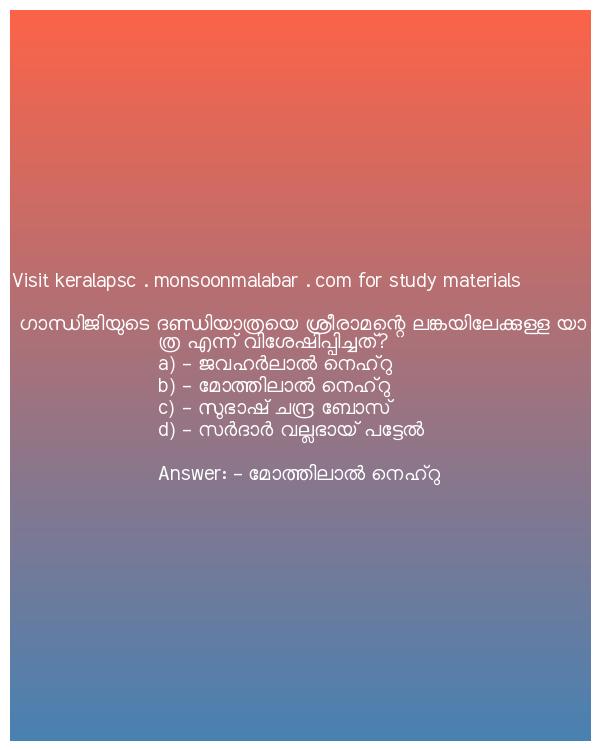 Visit keralapsc . monsoonmalabar . com for study materials
ഗാന്ധിജിയുടെ ദണ്ഡിയാത്രയെ ശ്രീരാമന്റെ ലങ്കയിലേക്കുള്ള യാ
ത്ര എന്ന് വിശേഷിപ്പിച്ചത്?
a) – ജവഹർലാൽ നെഹ്റു
b) – മോത്തിലാൽ നെഹ്റു
c) – സുഭാഷ് ചന്ദ്ര ബോസ്
d) – സർദാർ വല്ലഭായ് പട്ടേൽ
Answer: – മോത്തിലാൽ നെഹ്റു